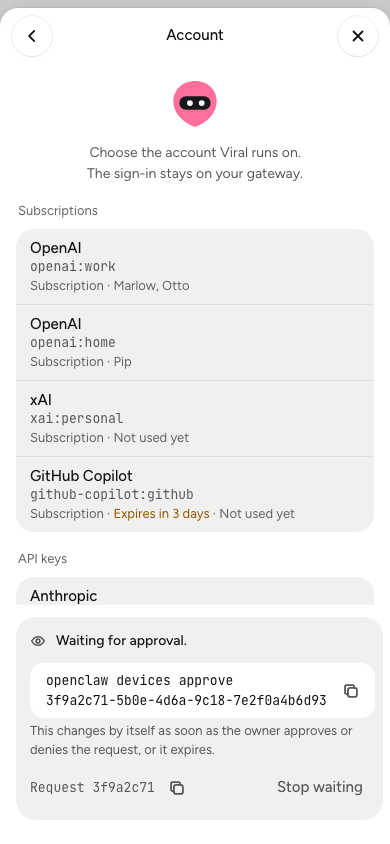 Account
Choose the account Viral runs on.
The sign-in stays on your gateway.
Subscriptions
OpenAI
openai:work
Subscription · Marlow, Otto
OpenAI
openai:home
Subscription · Pip
xAI
xai:personal
Subscription · Not used yet
GitHub Copilot
github-copilot:github
Subscription · Expires in 3 days · Not used yet
API keys
Anthropic
Waiting for approval.
openclaw devices approve
3f9a2c71-5b0e-4d6a-9c18-7e2f0a4b6d93
This changes by itself as soon as the owner approves or
denies the request, or it expires.
Request 3f9a2c71
Stop waiting